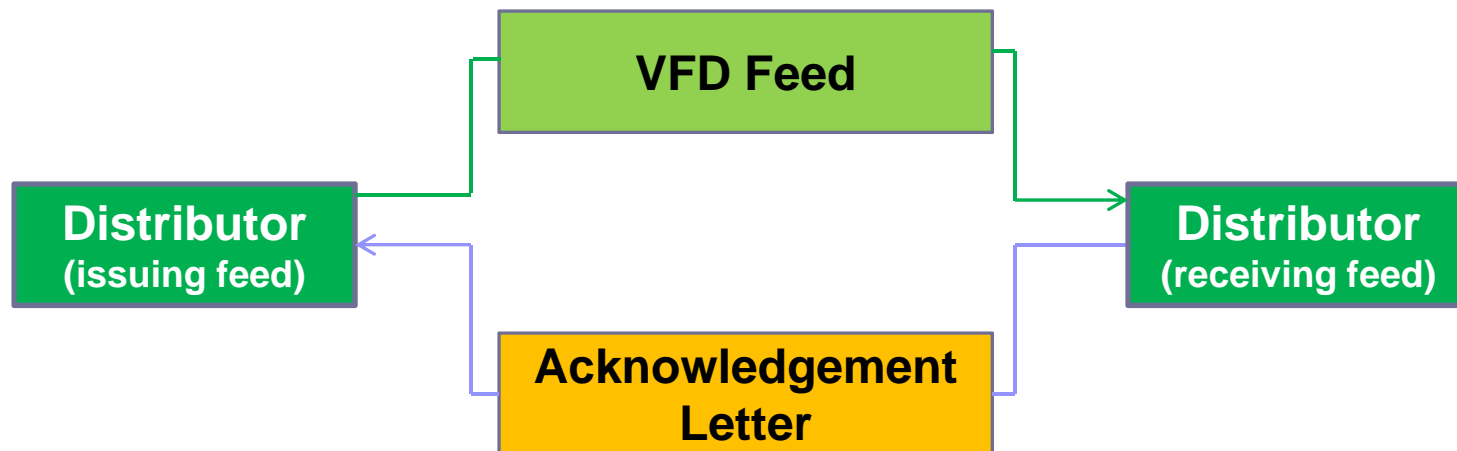 VFD Feed
Distributor
(issuing feed)
Distributor
(receiving feed)
Acknowledgement
Letter